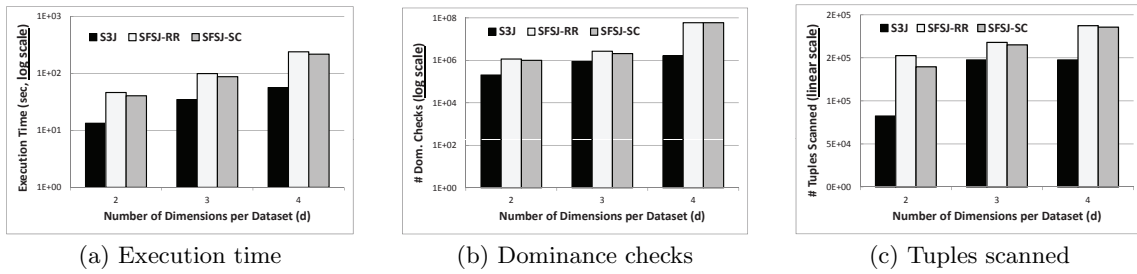 1E+03
1E+02
1E+01
1E+00
Execution Time (sec, log scale)
S3J SFSJ-RR SFSJ-SC
2 3 4
Number of Dimensions per Dataset (d)
(a) Execution time
1E+08
1E+06
1E+04
1E+02
1E+00
# Dom. Checks (log scale)
S3J SFSJ-RR SFSJ-SC
2 3 4
Number of Dimensions per Dataset (d)
(b) Dominance checks
2E+05
2E+05
1E+05
5E+04
0E+00
# Tuples Scanned (linear scale)
S3J SFSJ-RR SFSJ-SC
2 3 4
Number of Dimensions per Dataset (d)
(c) Tuples scanned